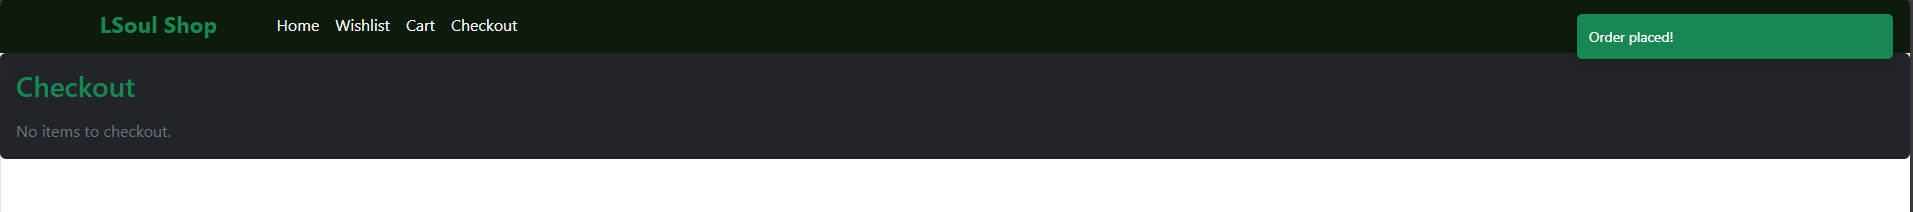 LSoul Shop Home Wishlist Cart Checkout
Order placed!
Checkout
No items to checkout.